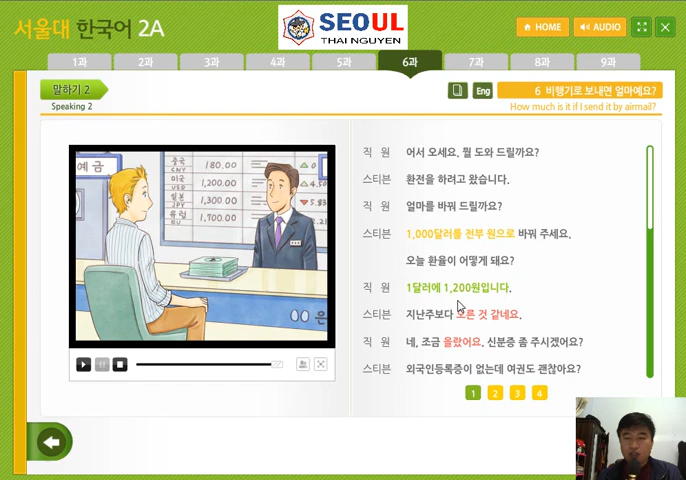 서울대 한국어 2A
SEOUL
THAI NGUYEN
HOME
AUDIO
1과
2과
3과
4과
5과
6과
7과
8과
9과
말하기 2
Speaking 2
Eng
6 비행기로 보내면 얼마예요?
How much is it if I send it by airmail?
예금
중국 CNY 180.00
미국 USD 1,200.00
일본 JPY 1,300.00
유럽 1,700.00
은
직 원 어서 오세요. 뭘 도와 드릴까요?
스티븐 환전을 하려고 왔습니다.
직 원 얼마를 바꿔 드릴까요?
스티븐 1,000달러를 전부 원으로 바꿔 주세요.
오늘 환율이 어떻게 돼요?
직 원 1달러에 1,200원입니다.
스티븐 지난주보다 오른 것 같네요.
직 원 네, 조금 올랐어요. 신분증 좀 주시겠어요?
스티븐 외국인등록증이 없는데 여권도 괜찮아요?
1 2 3 4